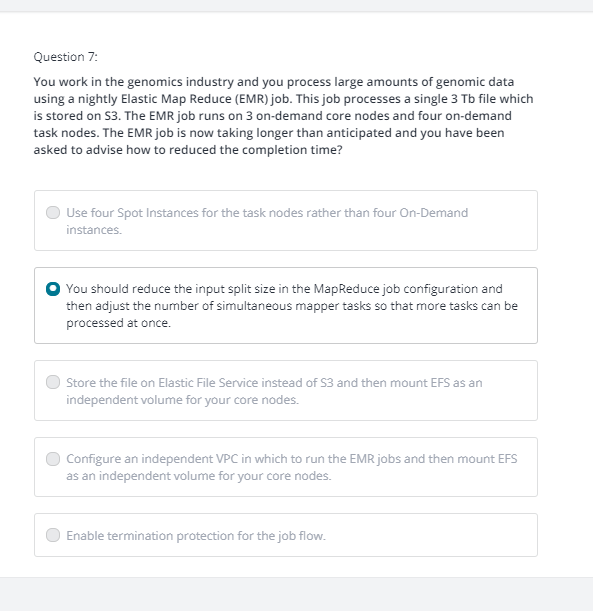 Question 7:
You work in the genomics industry and you process large amounts of genomic data
using a nightly Elastic Map Reduce (EMR) job. This job processes a single 3 Tb file which
is stored on S3. The EMR job runs on 3 on-demand core nodes and four on-demand
task nodes. The EMR job is now taking longer than anticipated and you have been
asked to advise how to reduced the completion time?
Use four Spot Instances for the task nodes rather than four On-Demand
instances.
You should reduce the input split size in the MapReduce job configuration and
then adjust the number of simultaneous mapper tasks so that more tasks can be
processed at once.
Store the file on Elastic File Service instead of S3 and then mount EFS as an
independent volume for your core nodes.
Configure an independent VPC in which to run the EMR jobs and then mount EFS
as an independent volume for your core nodes.
Enable termination protection for the job flow.